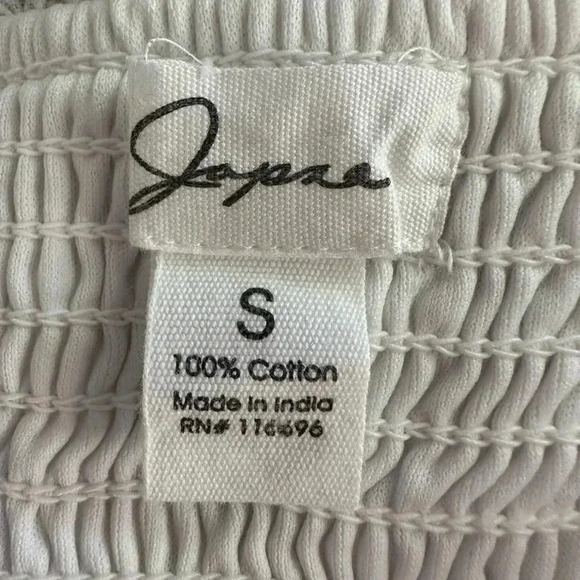 Japna
S
100% Cotton
Made in India
RN# 116696